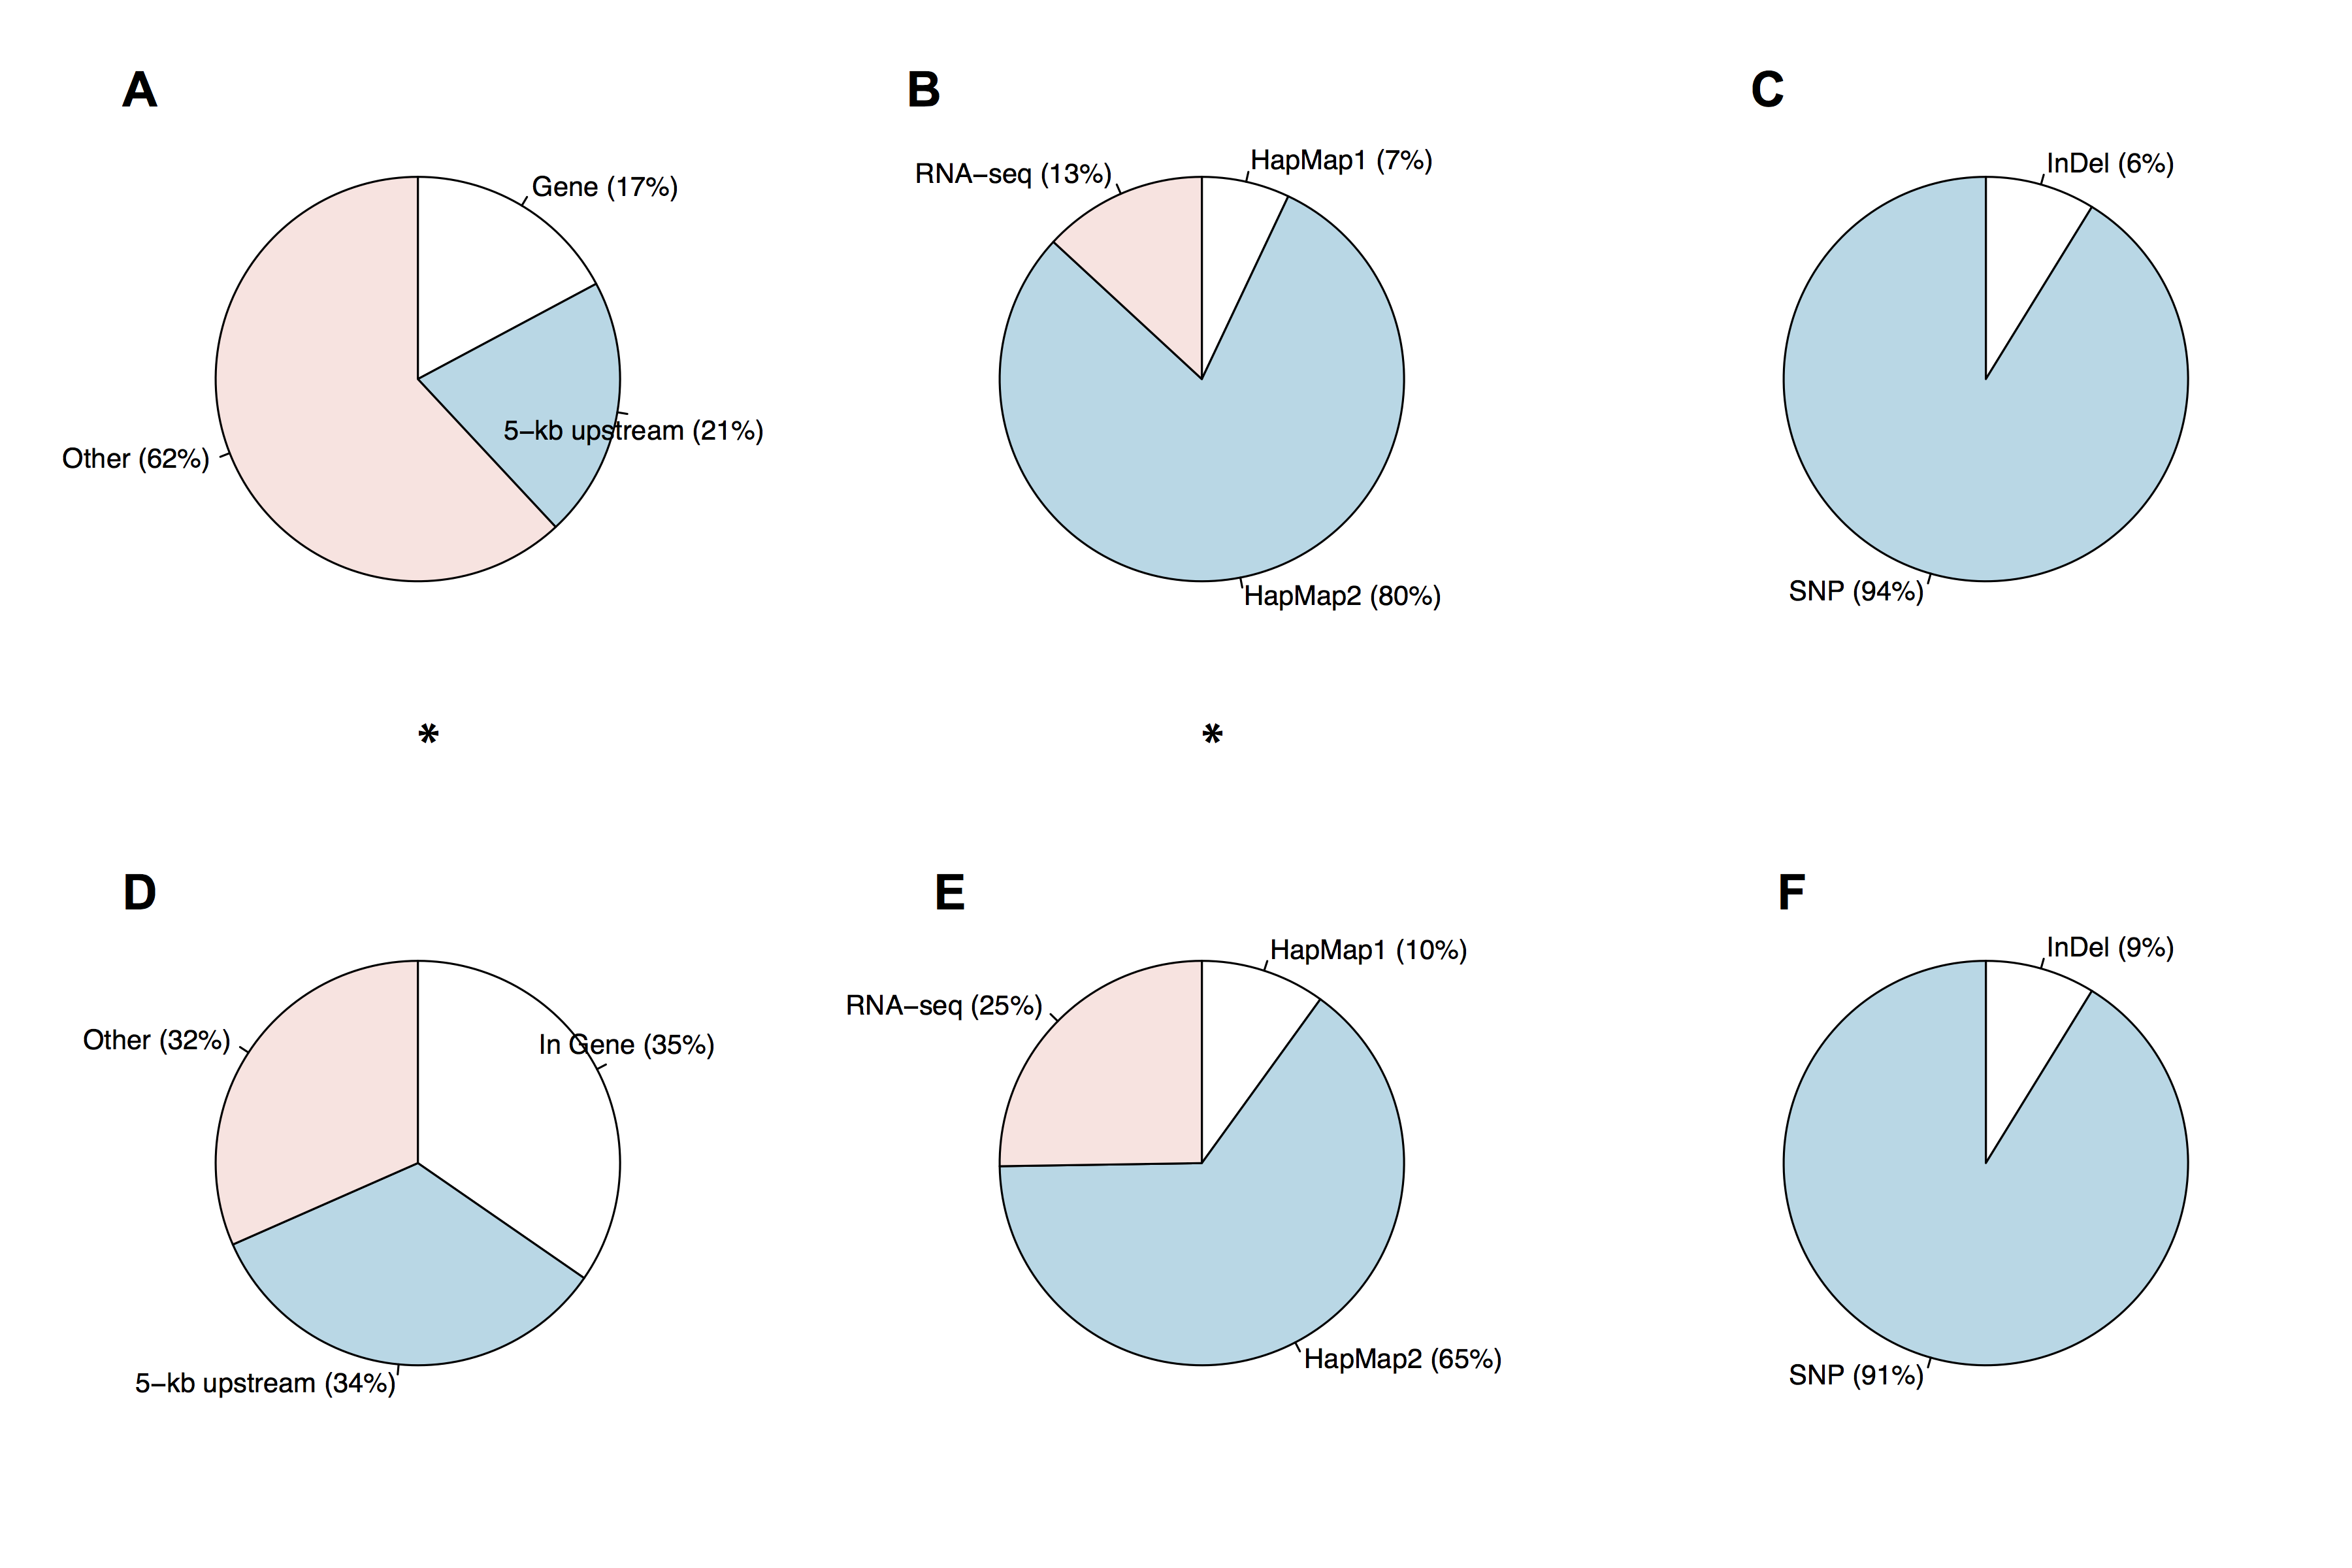 A
Gene (17%)
5−kb upstream (21%)
Other (62%)
B
RNA−seq (13%)
HapMap1 (7%)
HapMap2 (80%)
C
InDel (6%)
SNP (94%)
*
*
D
Other (32%)
In Gene (35%)
5−kb upstream (34%)
E
HapMap1 (10%)
RNA−seq (25%)
HapMap2 (65%)
F
InDel (9%)
SNP (91%)